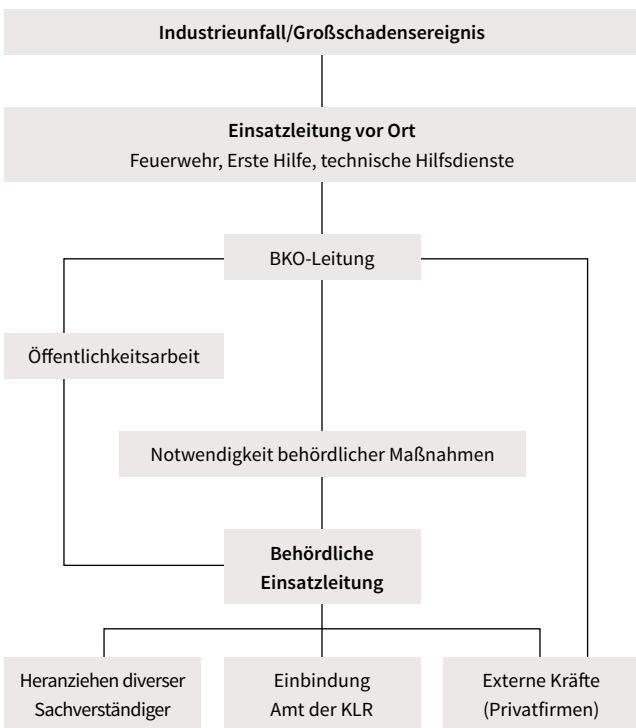 Industrieunfall/Großschadensereignis
Einsatzleitung vor Ort
Feuerwehr, Erste Hilfe, technische Hilfsdienste
BKO-Leitung
Öffentlichkeitsarbeit
Notwendigkeit behördlicher Maßnahmen
Behördliche
Einsatzleitung
Heranziehen diverser
Sachverständiger
Einbindung
Amt der KLR
Externe Kräfte
(Privatfirmen)